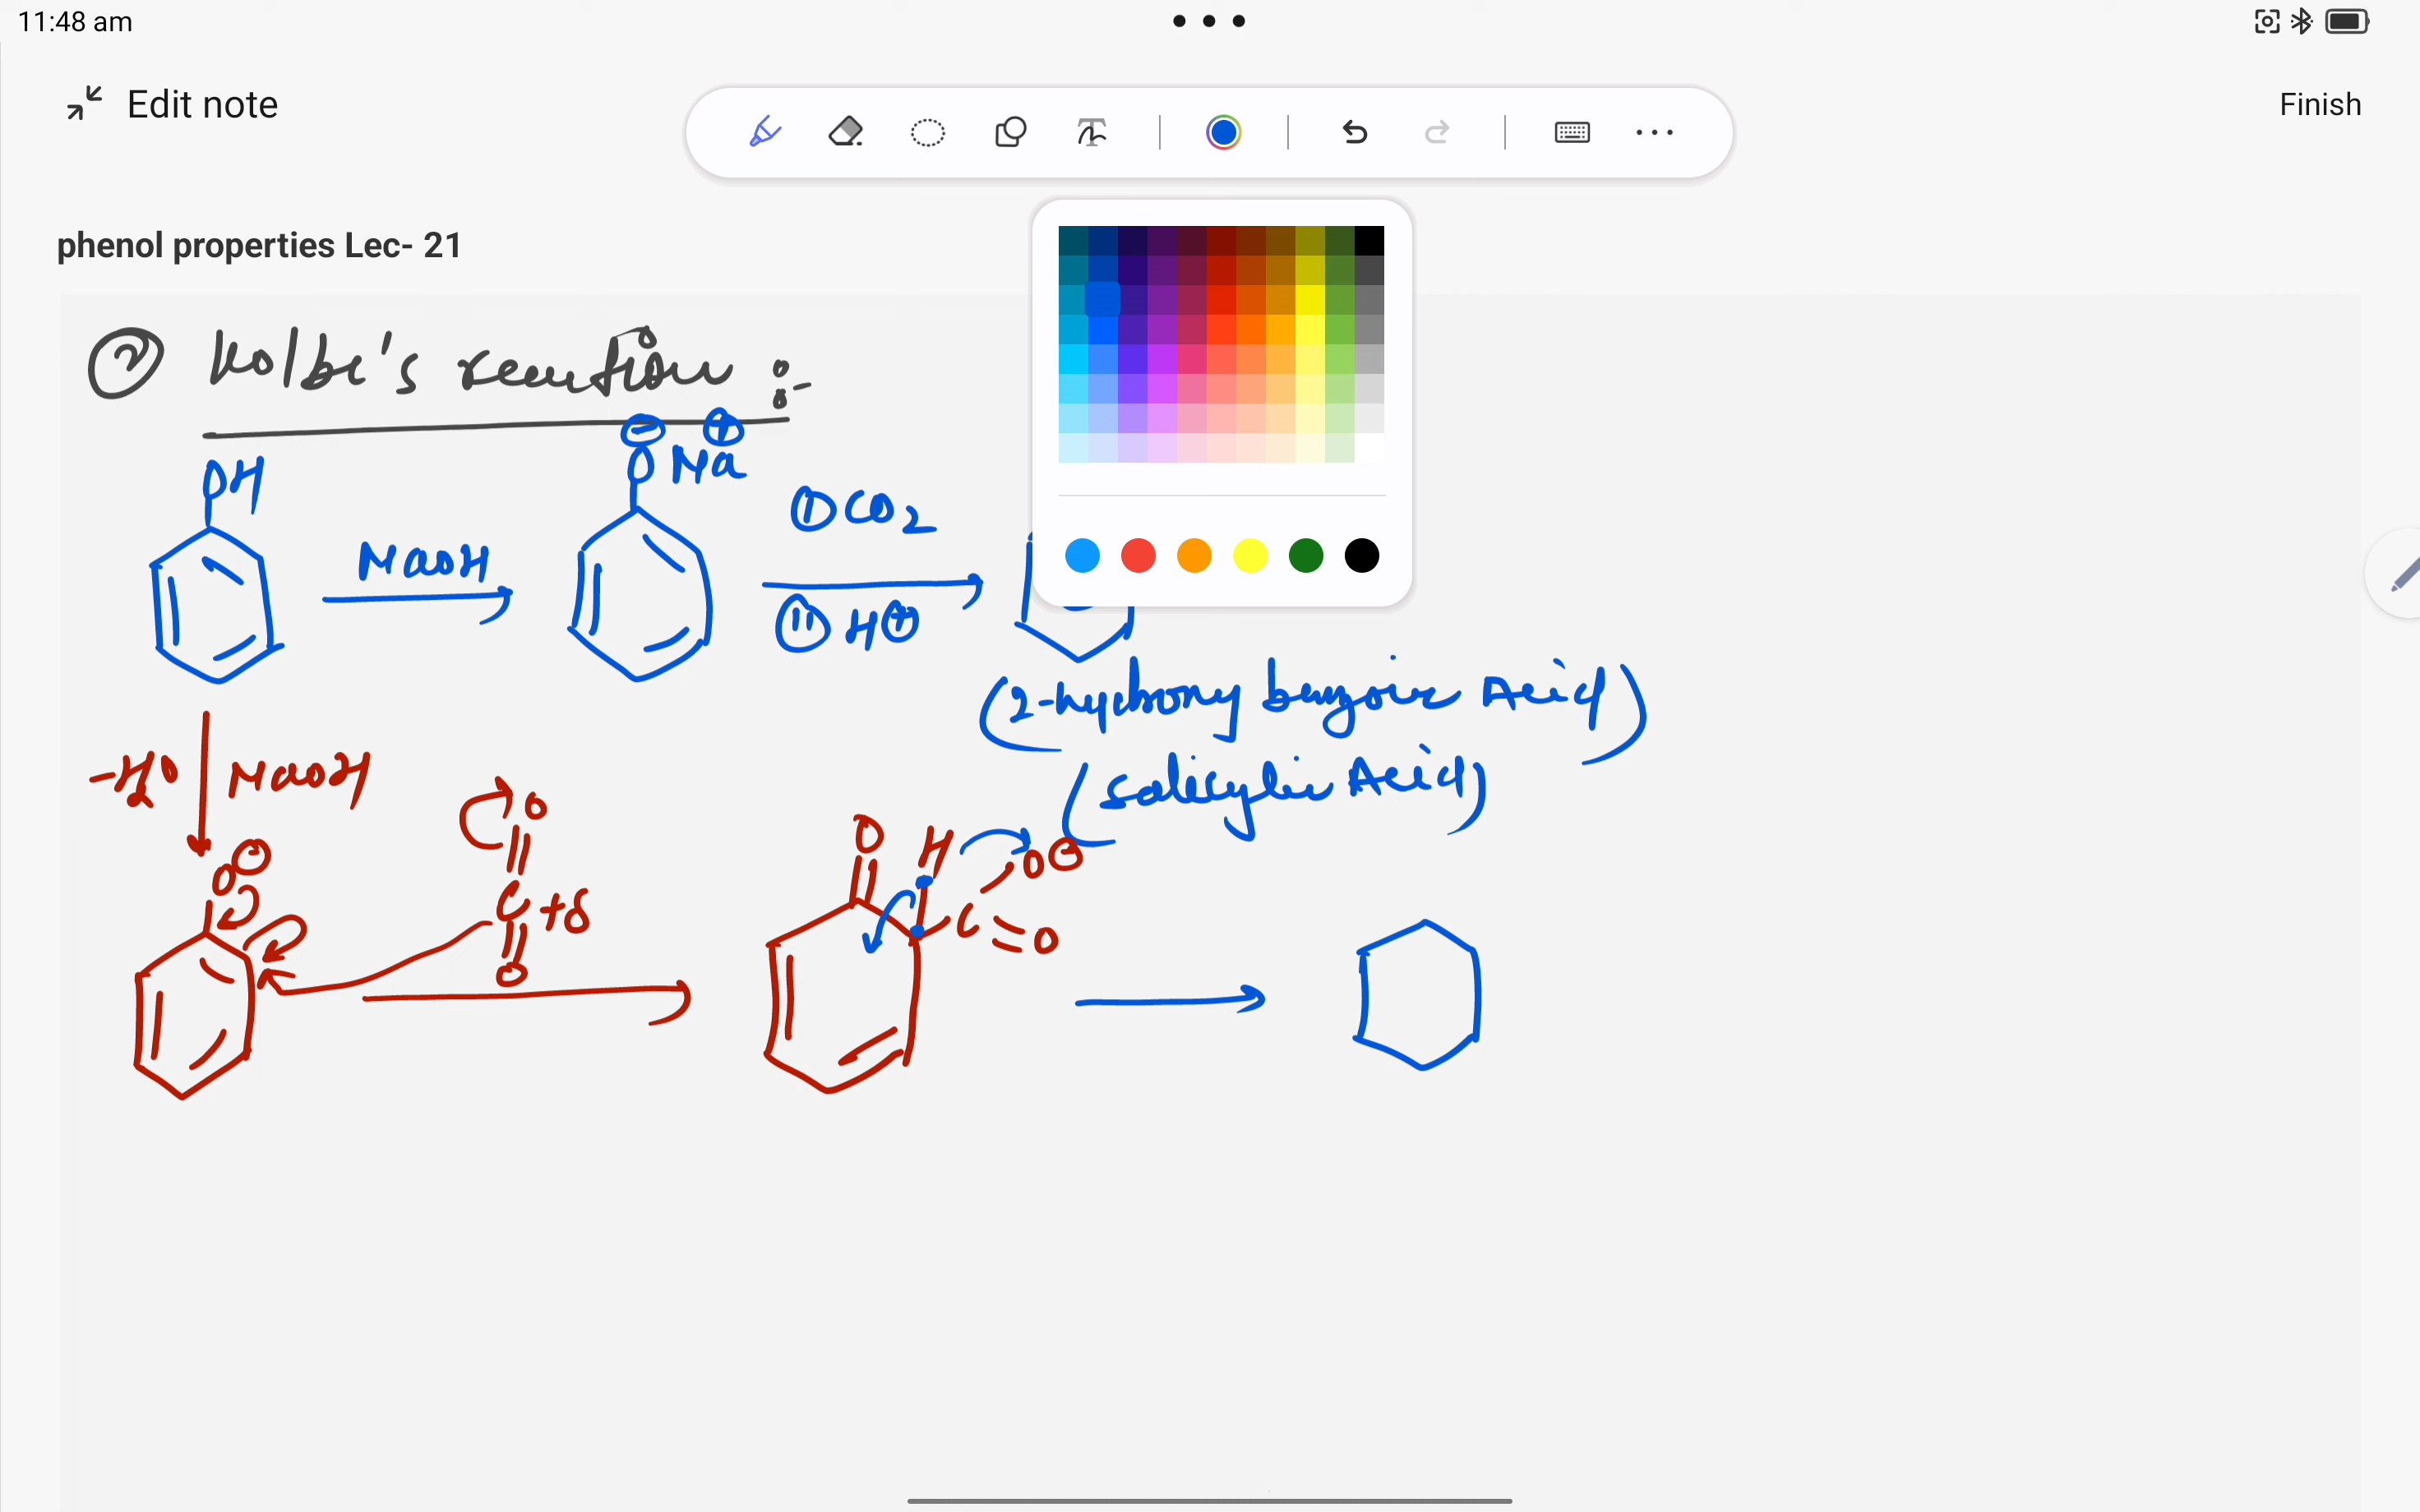 11:48 am
Edit note
Finish
phenol properties Lec- 21
② Kolbe's reaction :-
OH
⊖ ⊕
O Na
NaOH
① CO2
② H⊕
(2-hydroxy benzoic Acid)
(Salicylic Acid)
-H2O NaOH
O
O⊖
C +δ
O
O H O⊖
C = O